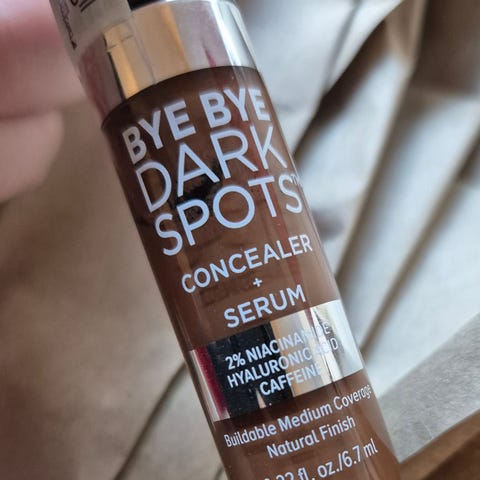 BYE BYE
DARK
SPOTS™
CONCEALER
+
SERUM
2% NIACINAMIDE
HYALURONIC ACID
CAFFEINE
Buildable Medium Coverage
Natural Finish
fl. oz./6.7 ml